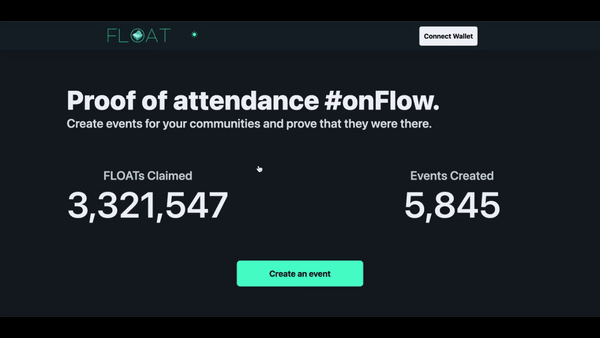 FLOAT
Connect Wallet
Proof of attendance #onFlow.
Create events for your communities and prove that they were there.
FLOATs Claimed
Events Created
3,321,547
5,845
Create an event